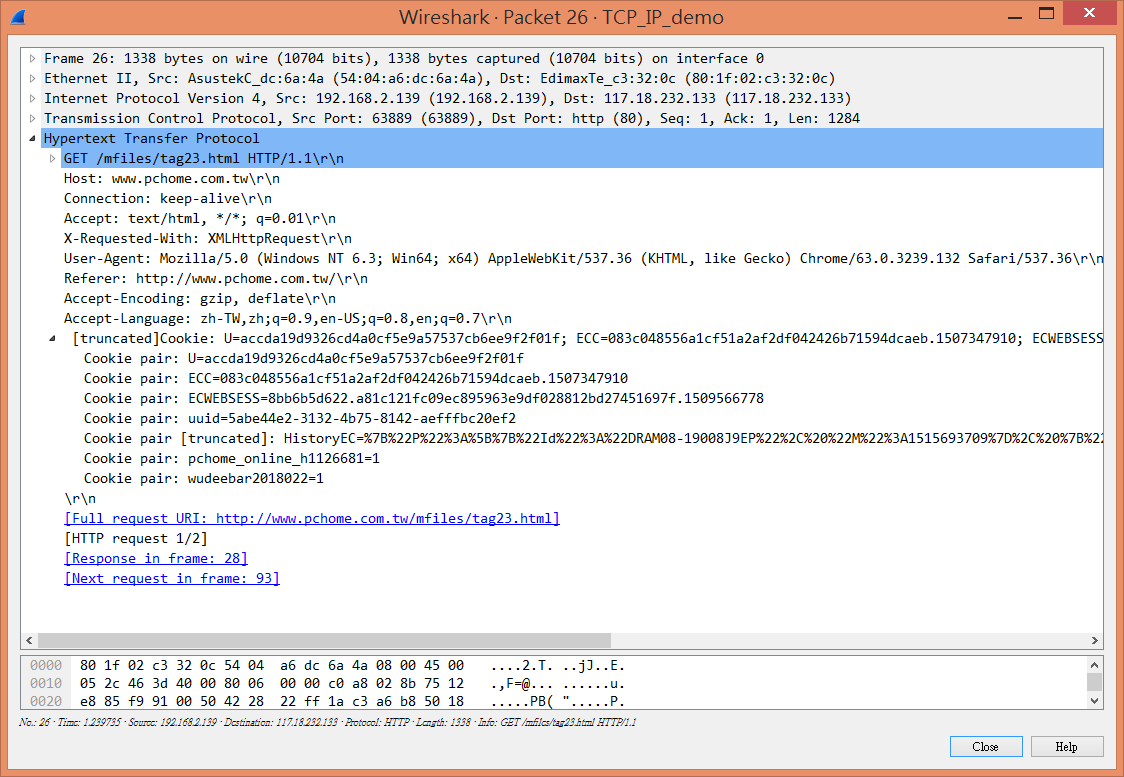 Wireshark · Packet 26 · TCP_IP_demo
Frame 26: 1338 bytes on wire (10704 bits), 1338 bytes captured (10704 bits) on interface 0
Ethernet II, Src: AsustekC_dc:6a:4a (54:04:a6:dc:6a:4a), Dst: EdimaxTe_c3:32:0c (80:1f:02:c3:32:0c)
Internet Protocol Version 4, Src: 192.168.2.139 (192.168.2.139), Dst: 117.18.232.133 (117.18.232.133)
Transmission Control Protocol, Src Port: 63889 (63889), Dst Port: http (80), Seq: 1, Ack: 1, Len: 1284
Hypertext Transfer Protocol
GET /mfiles/tag23.html HTTP/1.1\r\n
Host: www.pchome.com.tw\r\n
Connection: keep-alive\r\n
Accept: text/html, */*; q=0.01\r\n
X-Requested-With: XMLHttpRequest\r\n
User-Agent: Mozilla/5.0 (Windows NT 6.3; Win64; x64) AppleWebKit/537.36 (KHTML, like Gecko) Chrome/63.0.3239.132 Safari/537.36\r\n
Referer: http://www.pchome.com.tw/\r\n
Accept-Encoding: gzip, deflate\r\n
Accept-Language: zh-TW,zh;q=0.9,en-US;q=0.8,en;q=0.7\r\n
[truncated]Cookie: U=accda19d9326cd4a0cf5e9a57537cb6ee9f2f01f; ECC=083c048556a1cf51a2af2df042426b71594dcaeb.1507347910; ECWEBSESS
Cookie pair: U=accda19d9326cd4a0cf5e9a57537cb6ee9f2f01f
Cookie pair: ECC=083c048556a1cf51a2af2df042426b71594dcaeb.1507347910
Cookie pair: ECWEBSESS=8bb6b5d622.a81c121fc09ec895963e9df028812bd27451697f.1509566778
Cookie pair: uuid=5abe44e2-3132-4b75-8142-aefffbc20ef2
Cookie pair [truncated]: HistoryEC=%7B%22P%22%3A%5B%7B%22Id%22%3A%22DRAM08-19008J9EP%22%2C%20%22M%22%3A1515693709%7D%2C%20%7B%22
Cookie pair: pchome_online_h1126681=1
Cookie pair: wudeebar2018022=1
\r\n
[Full request URI: http://www.pchome.com.tw/mfiles/tag23.html]
[HTTP request 1/2]
[Response in frame: 28]
[Next request in frame: 93]
0000 80 1f 02 c3 32 0c 54 04 a6 dc 6a 4a 08 00 45 00 ....2.T. ..jJ..E.
0010 05 2c 46 3d 40 00 80 06 00 00 c0 a8 02 8b 75 12 .,F=@... ......u.
0020 e8 85 f9 91 00 50 42 28 22 ff 1a c3 a6 b8 50 18 .....PB( ".....P.
No.: 26 · Time: 1.239735 · Source: 192.168.2.139 · Destination: 117.18.232.133 · Protocol: HTTP · Length: 1338 · Info: GET /mfiles/tag23.html HTTP/1.1
Close
Help